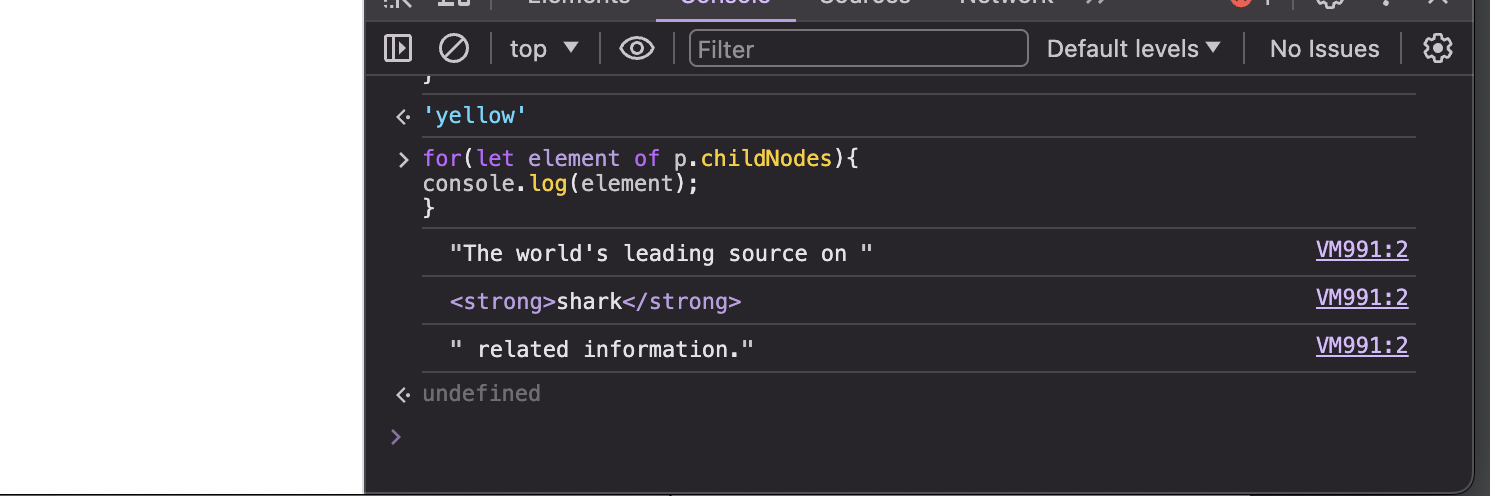 Elements Console Sources Network
top Filter Default levels No Issues
}
'yellow'
for(let element of p.childNodes){
console.log(element);
}
"The world's leading source on " VM991:2
<strong>shark</strong> VM991:2
" related information." VM991:2
undefined